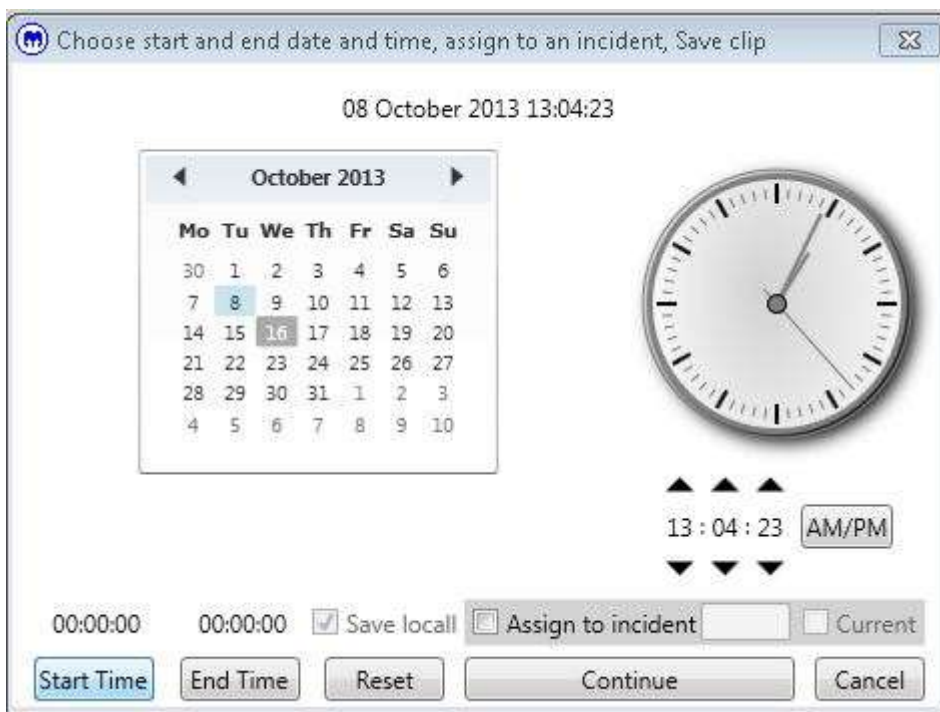 Choose start and end date and time, assign to an incident, Save clip
08 October 2013 13:04:23
October 2013
Mo Tu We Th Fr Sa Su
30 1 2 3 4 5 6
7 8 9 10 11 12 13
14 15 16 17 18 19 20
21 22 23 24 25 26 27
28 29 30 31 1 2 3
4 5 6 7 8 9 10
13 : 04 : 23 AM/PM
00:00:00 00:00:00 Save locall Assign to incident Current
Start Time End Time Reset Continue Cancel